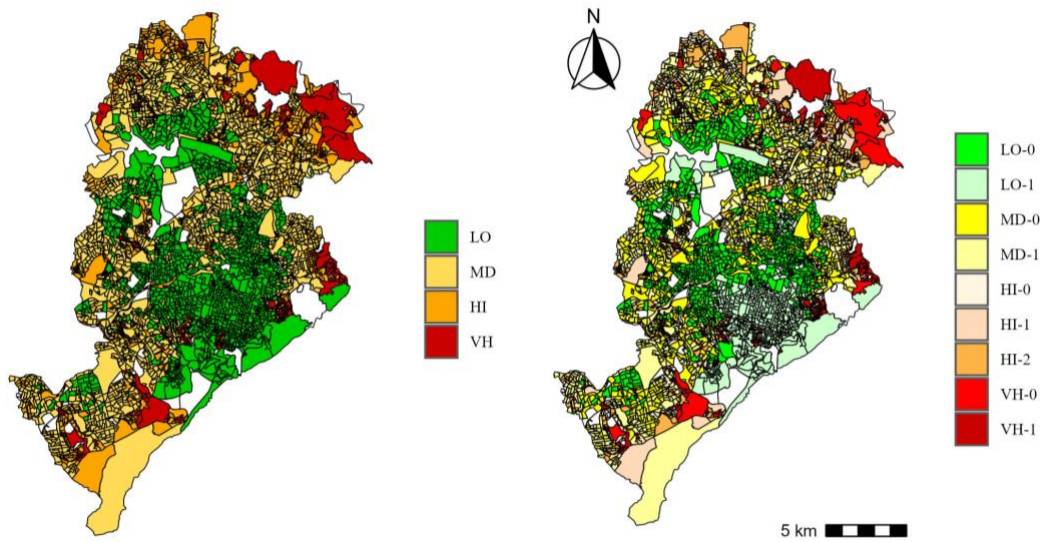 N
LO
MD
HI
VH
LO-0
LO-1
MD-0
MD-1
HI-0
HI-1
HI-2
VH-0
VH-1
5 km